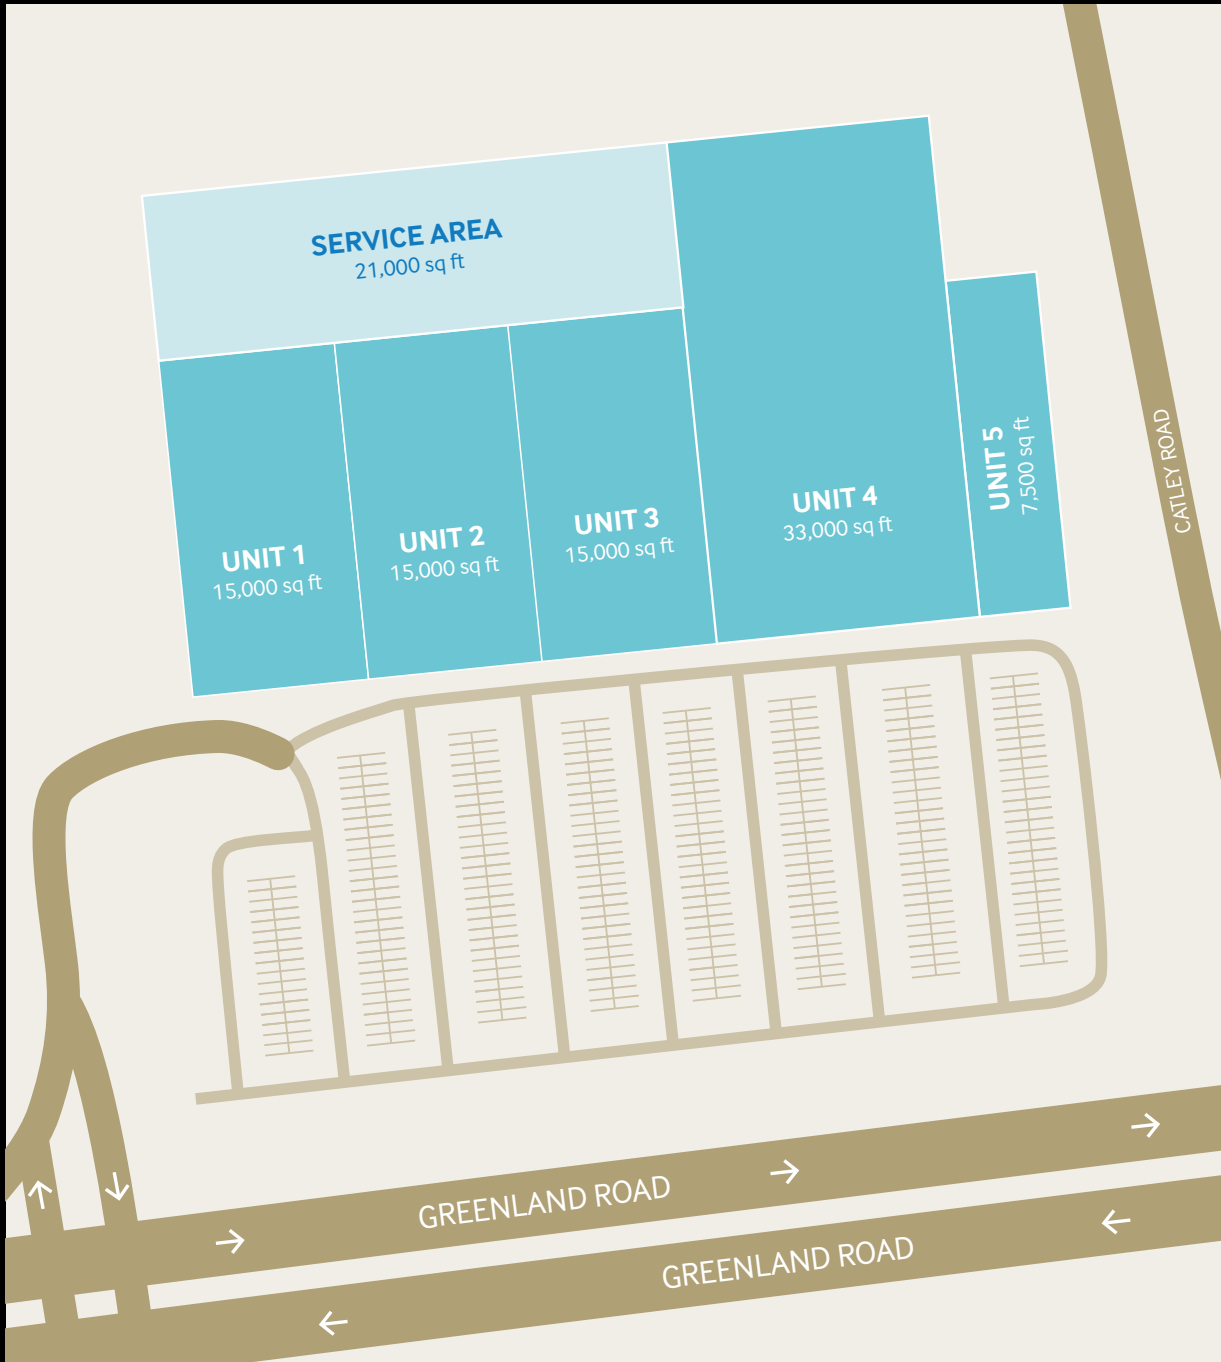 SERVICE AREA
21,000 sq ft
UNIT 1
15,000 sq ft
UNIT 2
15,000 sq ft
UNIT 3
15,000 sq ft
UNIT 4
33,000 sq ft
UNIT 5
7,500 sq ft
CATLEY ROAD
GREENLAND ROAD
GREENLAND ROAD